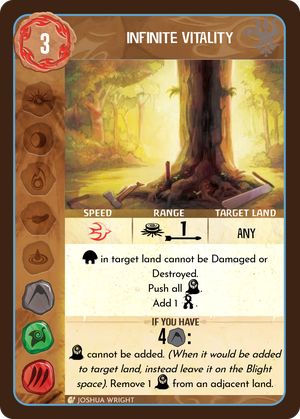 3
INFINITE VITALITY
SPEED
RANGE
TARGET LAND
1
ANY
in target land cannot be Damaged or
Destroyed.
Push all .
Add 1 .
IF YOU HAVE
4 :
cannot be added. (When it would be added
to target land, instead leave it on the Blight
space). Remove 1 from an adjacent land.
JOSHUA WRIGHT